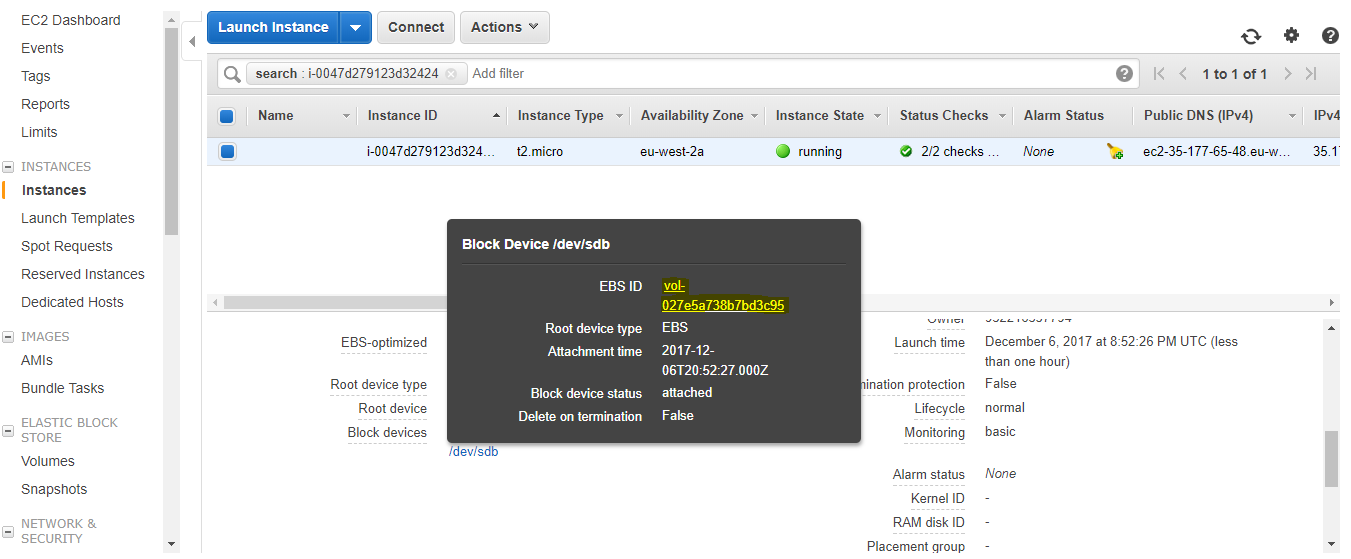 EC2 Dashboard
Events
Tags
Reports
Limits
INSTANCES
Instances
Launch Templates
Spot Requests
Reserved Instances
Dedicated Hosts
IMAGES
AMIs
Bundle Tasks
ELASTIC BLOCK
STORE
Volumes
Snapshots
NETWORK &
SECURITY
Launch Instance Connect Actions
search : i-0047d279123d32424 Add filter 1 to 1 of 1
Name Instance ID Instance Type Availability Zone Instance State Status Checks Alarm Status Public DNS (IPv4) IPv4
i-0047d279123d324... t2.micro eu-west-2a running 2/2 checks ... None ec2-35-177-65-48.eu-w... 35.17
Block Device /dev/sdb
EBS ID vol-
027e5a738b7bd3c95
Root device type EBS
Attachment time 2017-12-
06T20:52:27.000Z
Block device status attached
Delete on termination False
EBS-optimized
Root device type
Root device
Block devices
/dev/sdb
Owner
Launch time December 6, 2017 at 8:52:26 PM UTC (less
than one hour)
mination protection False
Lifecycle normal
Monitoring basic
Alarm status None
Kernel ID -
RAM disk ID -
Placement group -